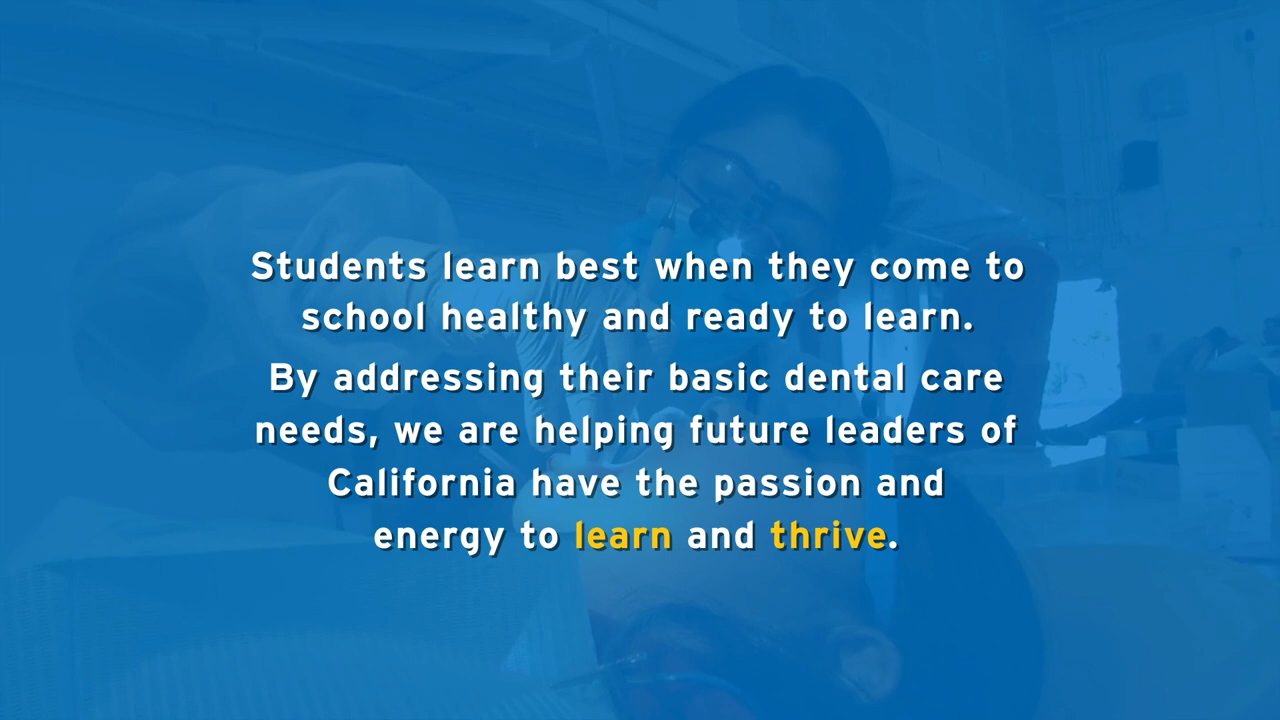 Students learn best when they come to
school healthy and ready to learn.
By addressing their basic dental care
needs, we are helping future leaders of
California have the passion and
energy to learn and thrive.